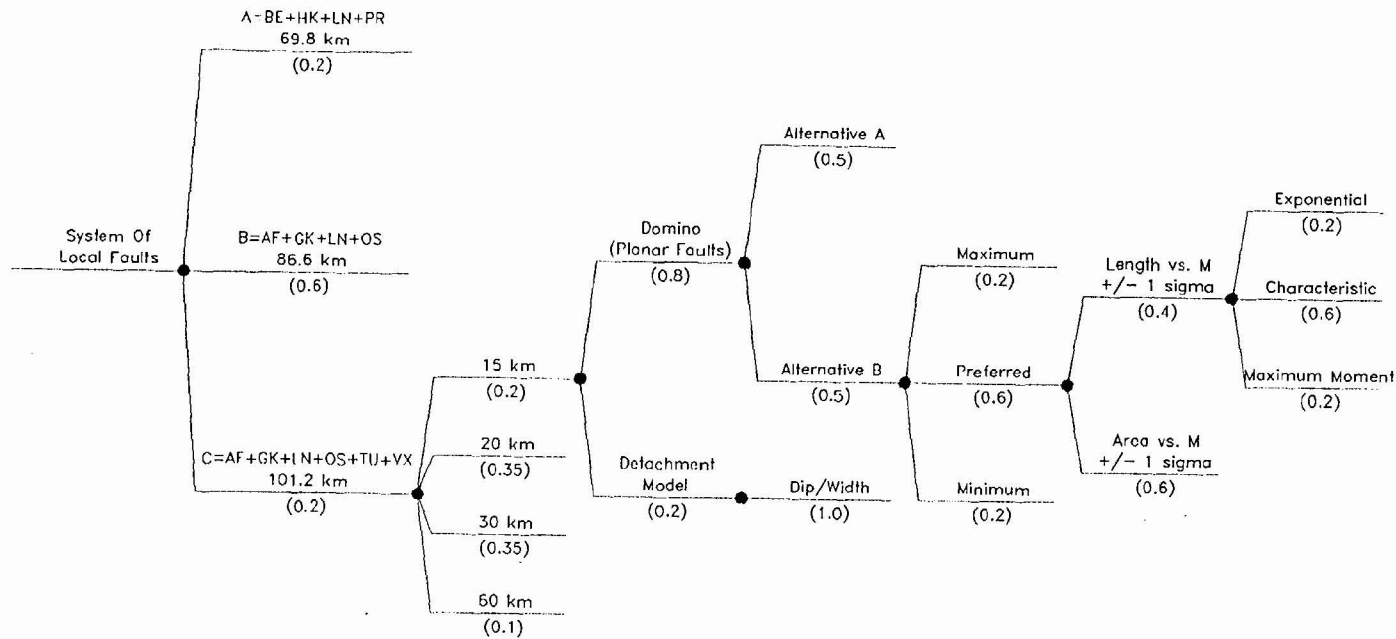 A-BE+HK+LN+PR
69.8 km
(0.2)
System Of
Local Faults
B=AF+GK+LN+OS
86.6 km
(0.6)
C=AF+GK+LN+OS+TU+VX
101.2 km
(0.2)
15 km
(0.2)
20 km
(0.35)
30 km
(0.35)
60 km
(0.1)
Domino
(Planar Faults)
(0.8)
Detachment
Model
(0.2)
Alternative A
(0.5)
Alternative B
(0.5)
Dip/Width
(1.0)
Maximum
(0.2)
Preferred
(0.6)
Minimum
(0.2)
Length vs. M
+/- 1 sigma
(0.4)
Area vs. M
+/- 1 sigma
(0.6)
Exponential
(0.2)
Characteristic
(0.6)
Maximum Moment
(0.2)